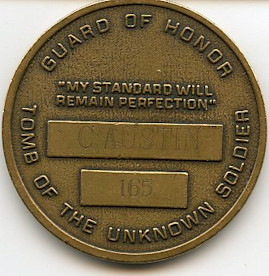 GUARD OF HONOR
"MY STANDARD WILL
REMAIN PERFECTION."
C. AUSTIN
165
TOMB OF THE UNKNOWN SOLDIER